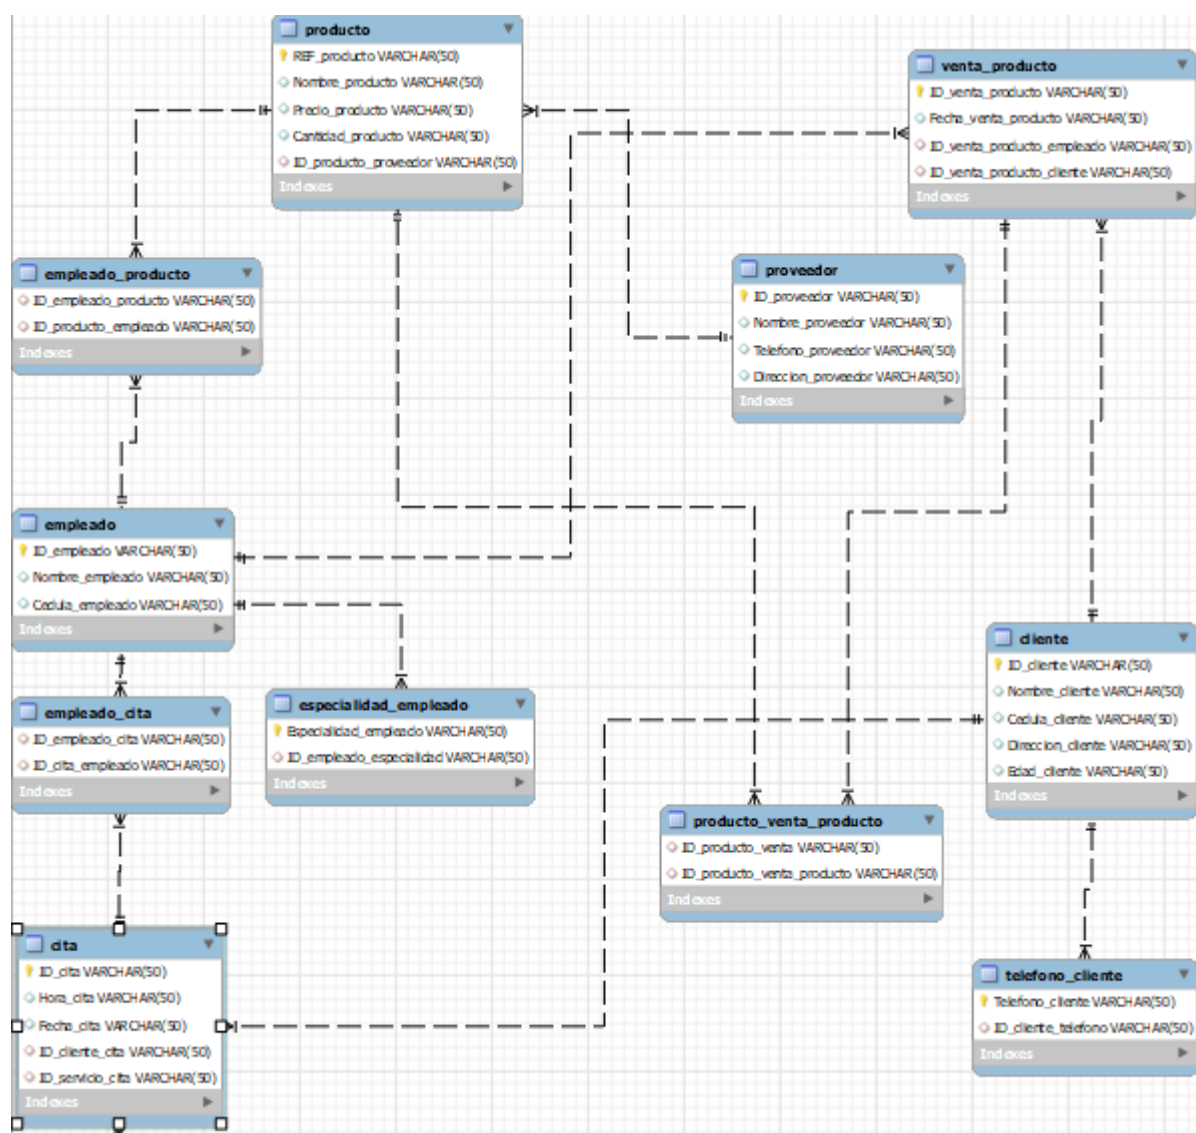 producto
REF_producto VARCHAR(50)
Nombre_producto VARCHAR(50)
Precio_producto VARCHAR(50)
Cantidad_producto VARCHAR(50)
ID_producto_proveedor VARCHAR(50)
Indexes
venta_producto
ID_venta_producto VARCHAR(50)
Fecha_venta_producto VARCHAR(50)
ID_venta_producto_empleado VARCHAR(50)
ID_venta_producto_cliente VARCHAR(50)
Indexes
empleado_producto
ID_empleado_producto VARCHAR(50)
ID_producto_empleado VARCHAR(50)
Indexes
proveedor
ID_proveedor VARCHAR(50)
Nombre_proveedor VARCHAR(50)
Telefono_proveedor VARCHAR(50)
Direccion_proveedor VARCHAR(50)
Indexes
empleado
ID_empleado VARCHAR(50)
Nombre_empleado VARCHAR(50)
Cedula_empleado VARCHAR(50)
Indexes
cliente
ID_cliente VARCHAR(50)
Nombre_cliente VARCHAR(50)
Cedula_cliente VARCHAR(50)
Direccion_cliente VARCHAR(50)
Edad_cliente VARCHAR(50)
Indexes
empleado_cita
ID_empleado_cita VARCHAR(50)
ID_cita_empleado VARCHAR(50)
Indexes
especialidad_empleado
Especialidad_empleado VARCHAR(50)
ID_empleado_especialidad VARCHAR(50)
Indexes
producto_venta_producto
ID_producto_venta VARCHAR(50)
ID_producto_venta_producto VARCHAR(50)
Indexes
cita
ID_cita VARCHAR(50)
Hora_cita VARCHAR(50)
Fecha_cita VARCHAR(50)
ID_cliente_cita VARCHAR(50)
ID_servicio_cita VARCHAR(50)
Indexes
telefono_cliente
Telefono_cliente VARCHAR(50)
ID_cliente_telefono VARCHAR(50)
Indexes